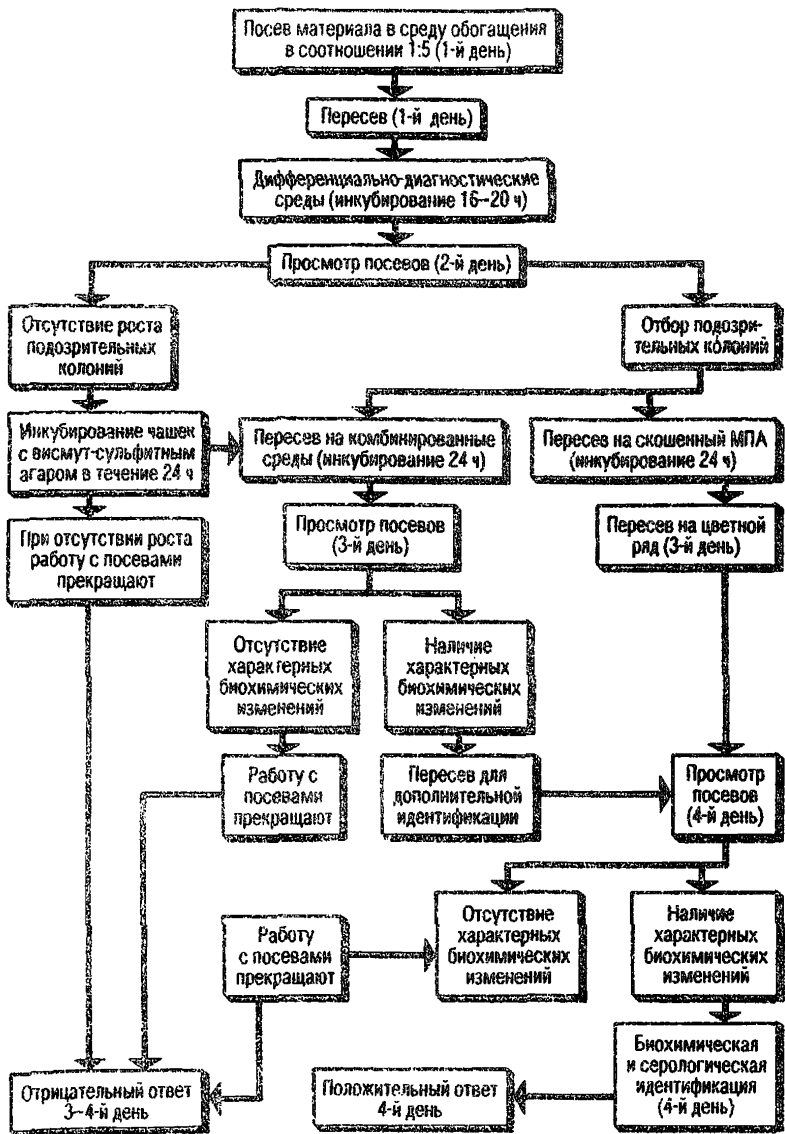 Посев материала в среду обогащения
в соотношении 1:5 (1-й день)
Пересев (1-й день)
Дифференциально-диагностические
среды (инкубирование 16–20 ч)
Просмотр посевов (2-й день)
Отсутствие роста
подозрительных
колоний
Отбор подозри-
тельных колоний
Инкубирование чашек
с висмут-сульфитным
агаром в течение 24 ч
Пересев на комбинированные
среды (инкубирование 24 ч)
Пересев на скошенный МПА
(инкубирование 24 ч)
При отсутствии роста
работу с посевами
прекращают
Просмотр посевов
(3-й день)
Пересев на цветной
ряд (3-й день)
Отсутствие
характерных
биохимических
изменений
Наличие
характерных
биохимических
изменений
Работу с
посевами
прекращают
Пересев для
дополнительной
идентификации
Просмотр
посевов
(4-й день)
Работу
с посевами
прекращают
Отсутствие
характерных
биохимических
изменений
Наличие
характерных
биохимических
изменений
Отрицательный ответ
3–4-й день
Положительный ответ
4-й день
Биохимическая
и серологическая
идентификация
(4-й день)